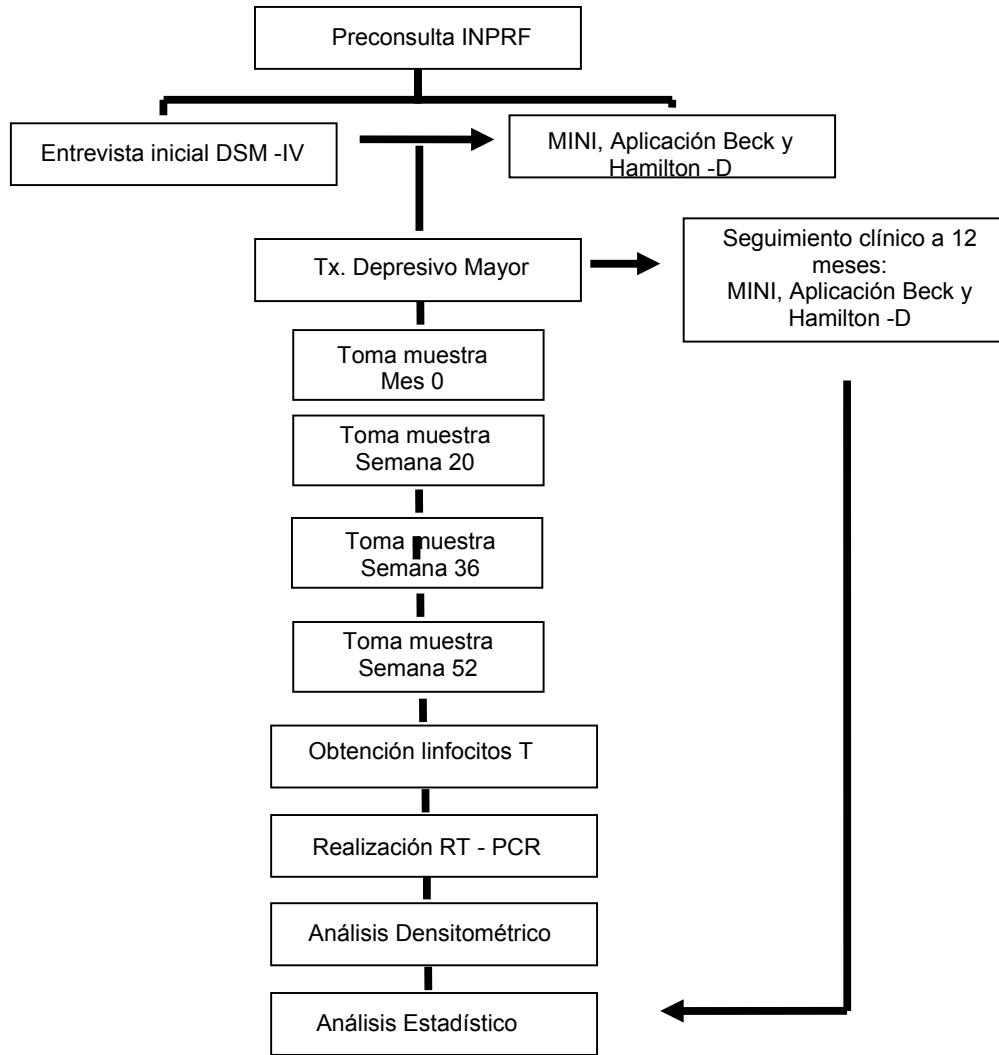 Preconsulta INPRF
Entrevista inicial DSM -IV
MINI, Aplicación Beck y
Hamilton -D
Tx. Depresivo Mayor
Seguimiento clínico a 12
meses:
MINI, Aplicación Beck y
Hamilton -D
Toma muestra
Mes 0
Toma muestra
Semana 20
Toma muestra
Semana 36
Toma muestra
Semana 52
Obtención linfocitos T
Realización RT - PCR
Análisis Densitométrico
Análisis Estadístico